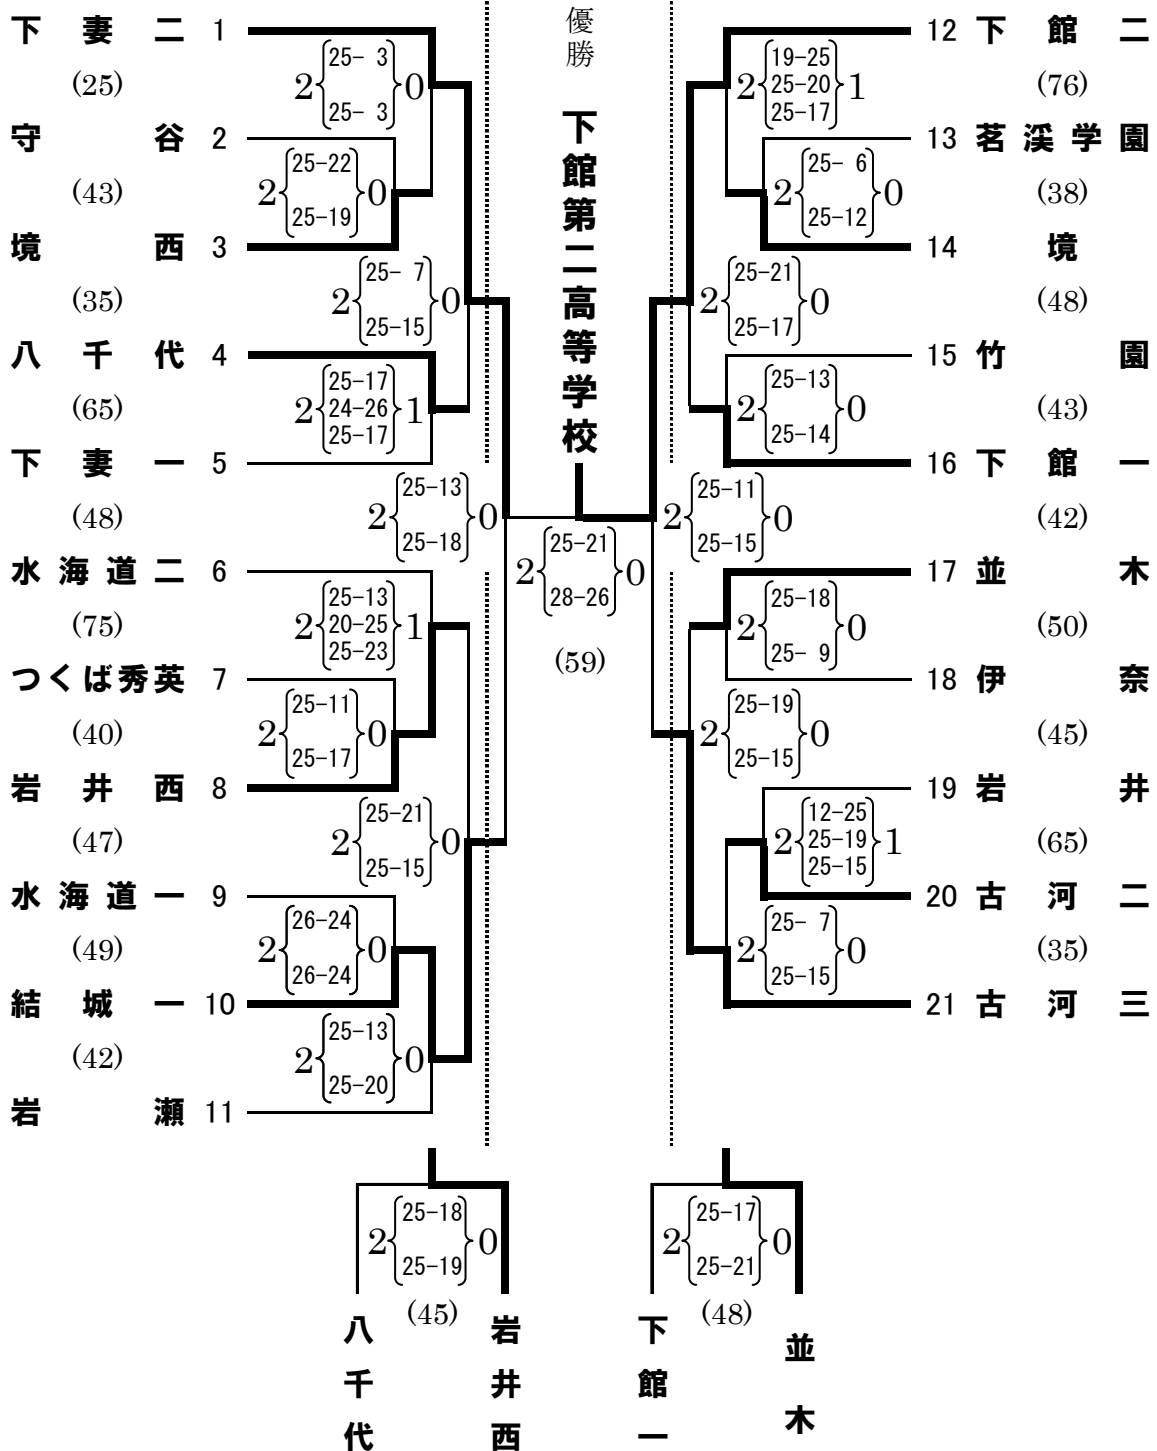 優勝
下館第二高等学校
下妻二 1
2 25- 3 0
25- 3
(25)
守谷 2
2 25-22 0
25-19
(43)
境西 3
2 25- 7 0
25-15
(35)
八千代 4
2 25-17 1
24-26
25-17
(65)
下妻一 5
2 25-13 0
25-18
(48)
水海道二 6
2 25-13 1
20-25
25-23
(75)
つくば秀英 7
2 25-11 0
25-17
(40)
岩井西 8
2 25-21 0
25-15
(47)
水海道一 9
2 26-24 0
26-24
(49)
結城一 10
2 25-13 0
25-20
(42)
岩瀬 11
2 25-21 0
28-26
(59)
12 下館二
2 19-25 1
25-20
25-17
(76)
13 茗溪学園
2 25- 6 0
25-12
(38)
14 境
2 25-21 0
25-17
(48)
15 竹園
2 25-13 0
25-14
(43)
16 下館一
2 25-11 0
25-15
(42)
17 並木
2 25-18 0
25- 9
(50)
18 伊奈
2 25-19 0
25-15
(45)
19 岩井
2 12-25 1
25-19
25-15
(65)
20 古河二
2 25- 7 0
25-15
(35)
21 古河三
2 25-18 0
25-19
(45)
八千代
岩井西
2 25-17 0
25-21
(48)
下館一
並木